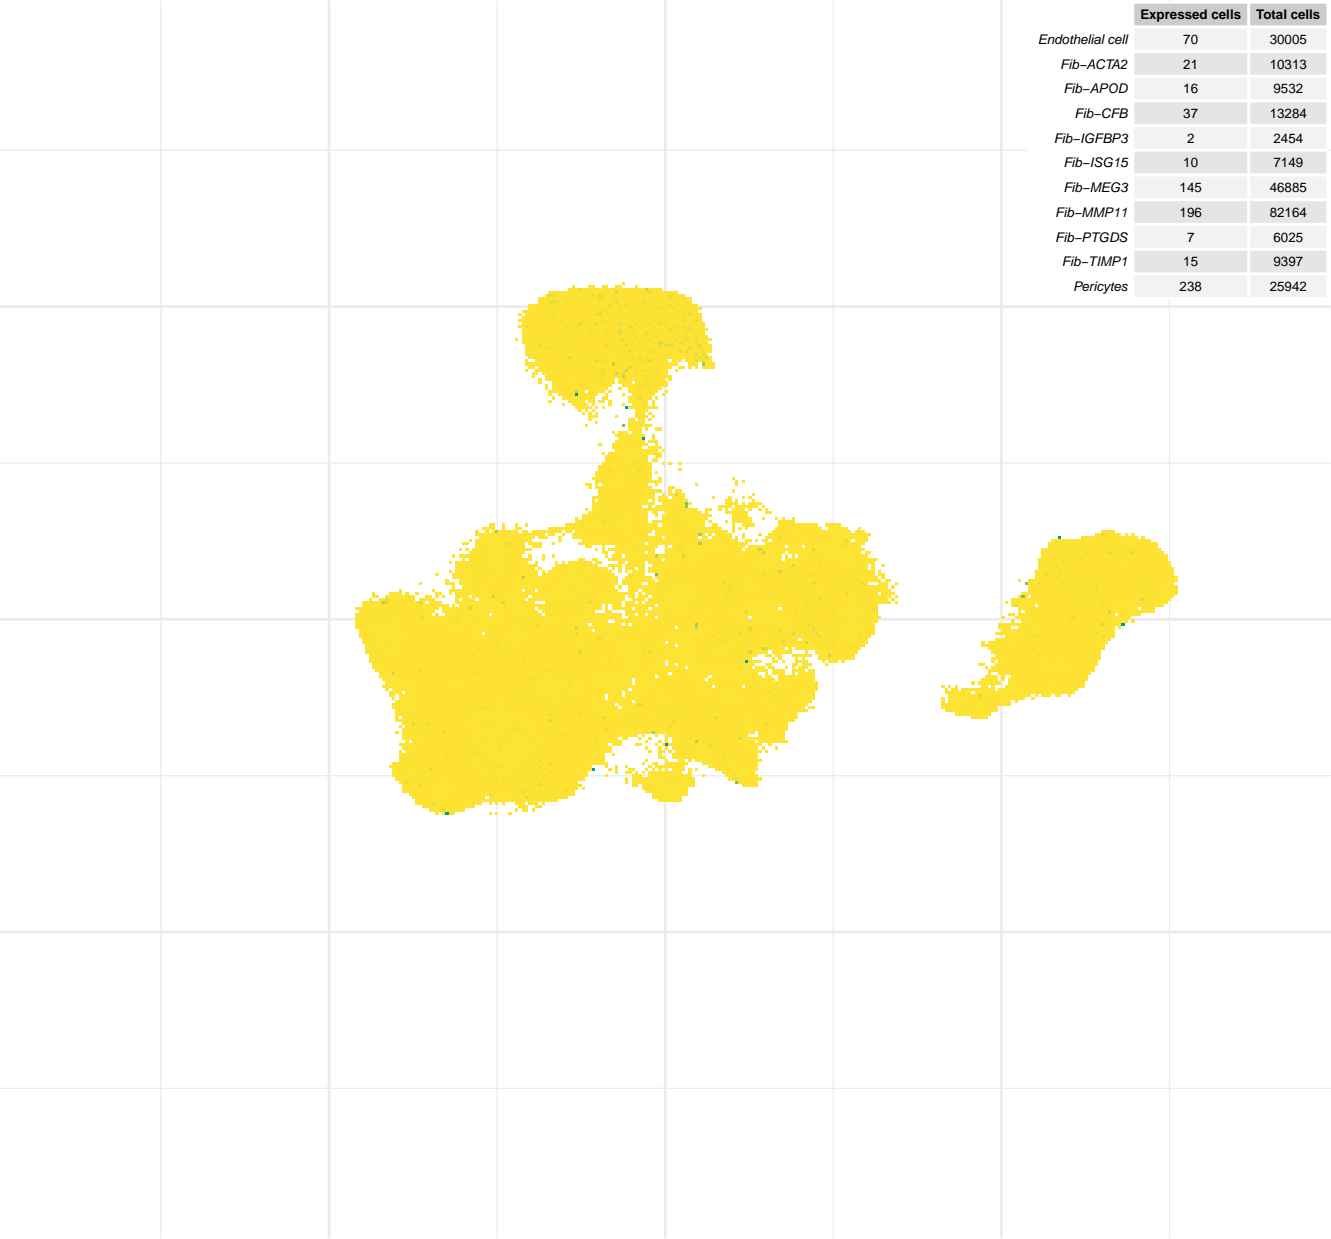 Expressed cells Total cells
Endothelial cell 70 30005
Fib−ACTA2 21 10313
Fib−APOD 16 9532
Fib−CFB 37 13284
Fib−IGFBP3 2 2454
Fib−ISG15 10 7149
Fib−MEG3 145 46885
Fib−MMP11 196 82164
Fib−PTGDS 7 6025
Fib−TIMP1 15 9397
Pericytes 238 25942